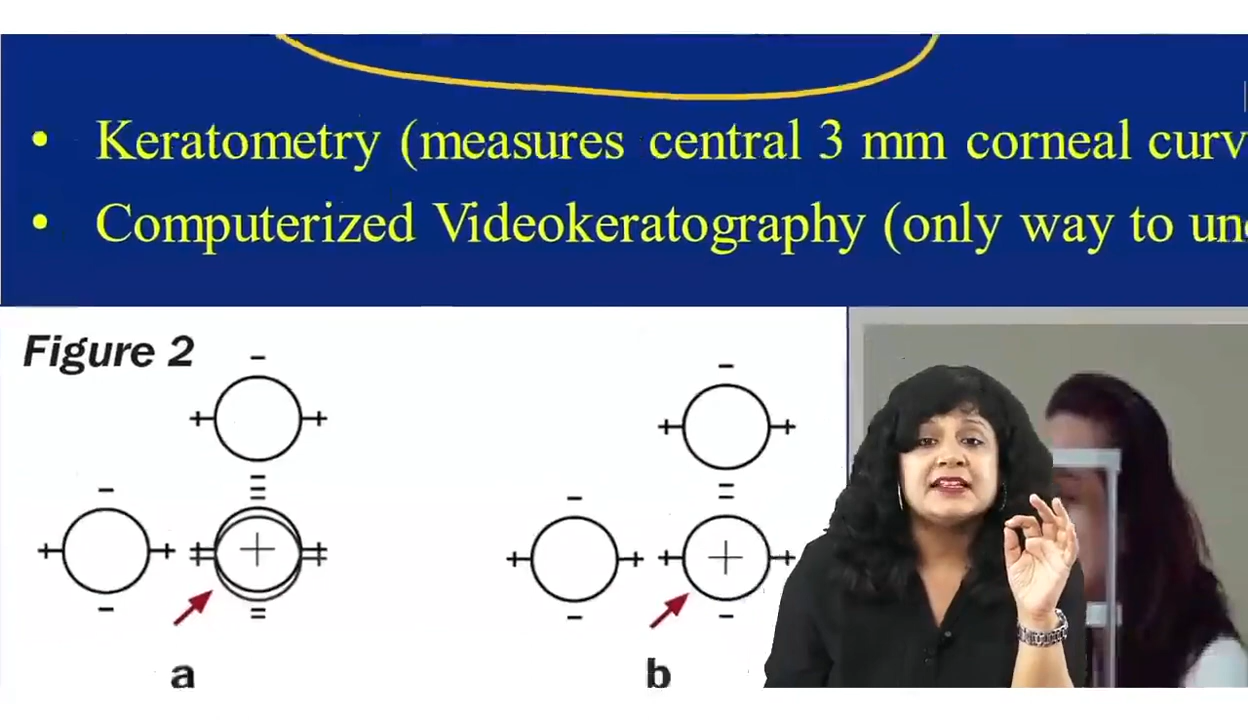 • Keratometry (measures central 3 mm corneal curv
• Computerized Videokeratography (only way to un
Figure 2
a
b